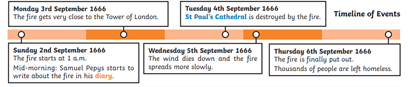 Monday 3rd September 1666
The fire gets very close to the Tower of London.
Tuesday 4th September 1666
St Paul's Cathedral is destroyed by the fire.
Timeline of Events
Sunday 2nd September 1666
The fire starts at 1 a.m.
Mid-morning: Samuel Pepys starts to
write about the fire in his diary.
Wednesday 5th September 1666
The wind dies down and the fire
spreads more slowly.
Thursday 6th September 1666
The fire is finally put out.
Thousands of people are left homeless.